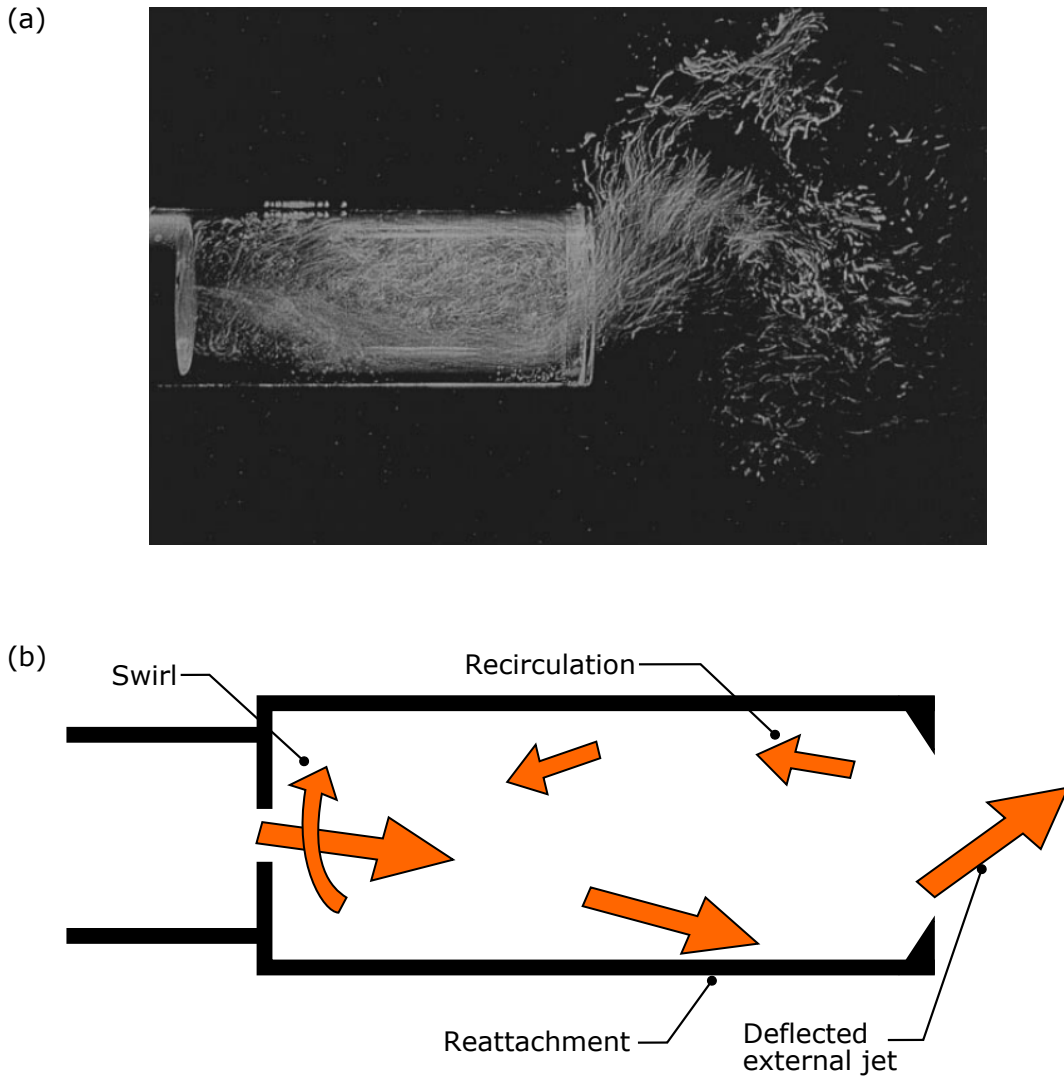 (a)
(b)
Swirl
Recirculation
Reattachment
Deflected
external jet